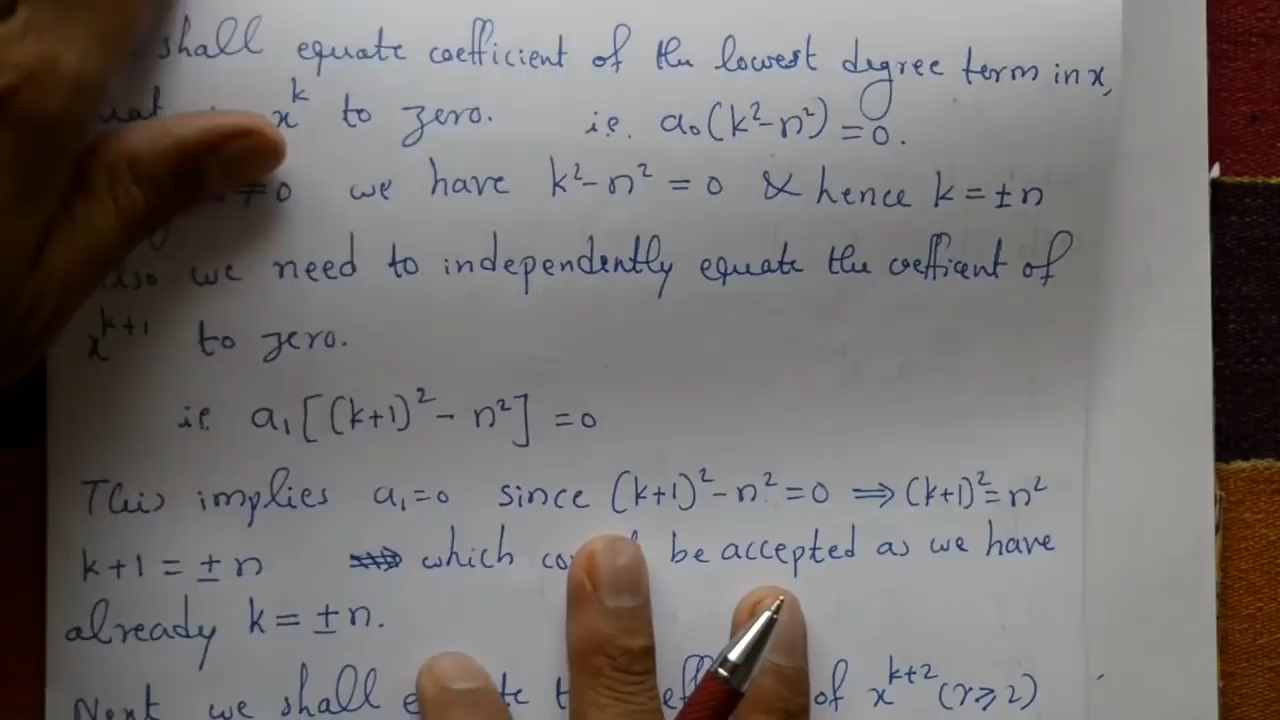 shall equate coefficient of the lowest degree term in x,
x^k to zero. i.e. a₀(k²-n²) = 0.
≠0 we have k²-n² = 0 & hence k = ±n
we need to independently equate the coefficient of
x^{k+1} to zero.
i.e a₁[(k+1)² - n²] = 0
This implies a₁=0 since (k+1)²-n²=0 ⇒ (k+1)²=n²
k+1 = ±n which be accepted as we have
already k = ±n.
Next we shall of x^{k+2} (r≥2)